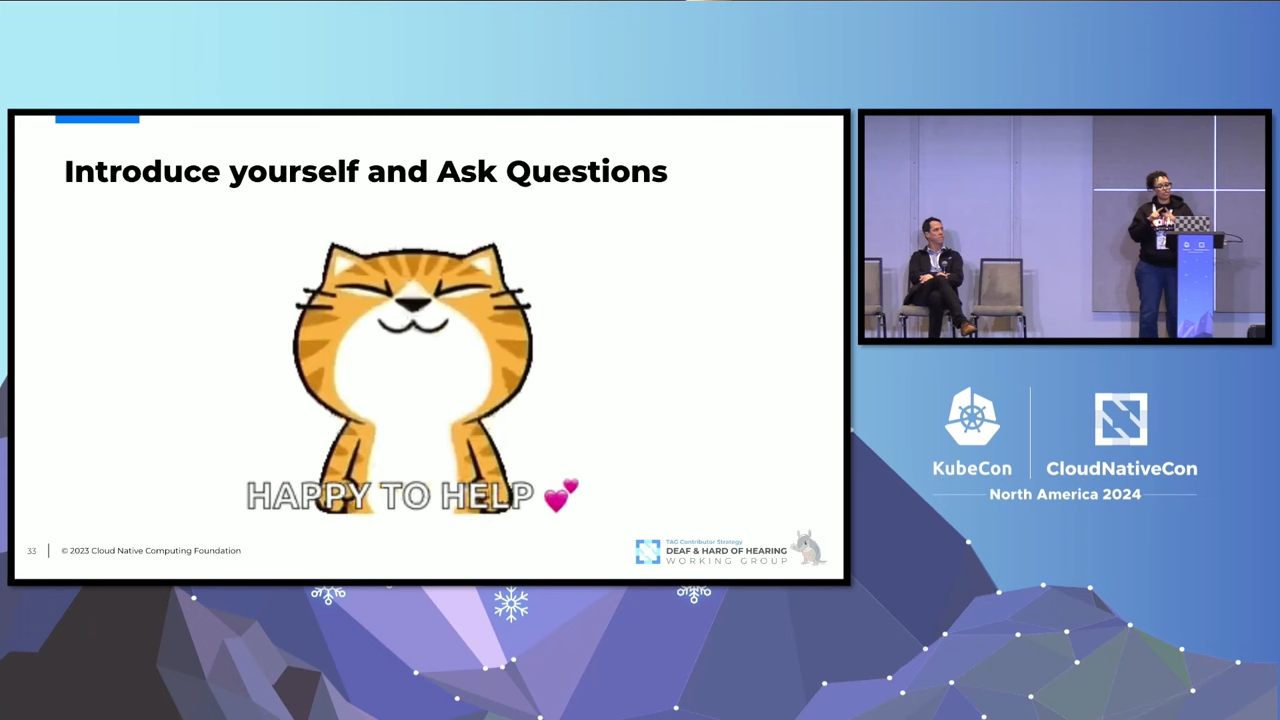 Introduce yourself and Ask Questions
HAPPY TO HELP 💕
33
© 2023 Cloud Native Computing Foundation
TAG Contributor Strategy
DEAF & HARD OF HEARING
WORKING GROUP
KubeCon
CloudNativeCon
North America 2024